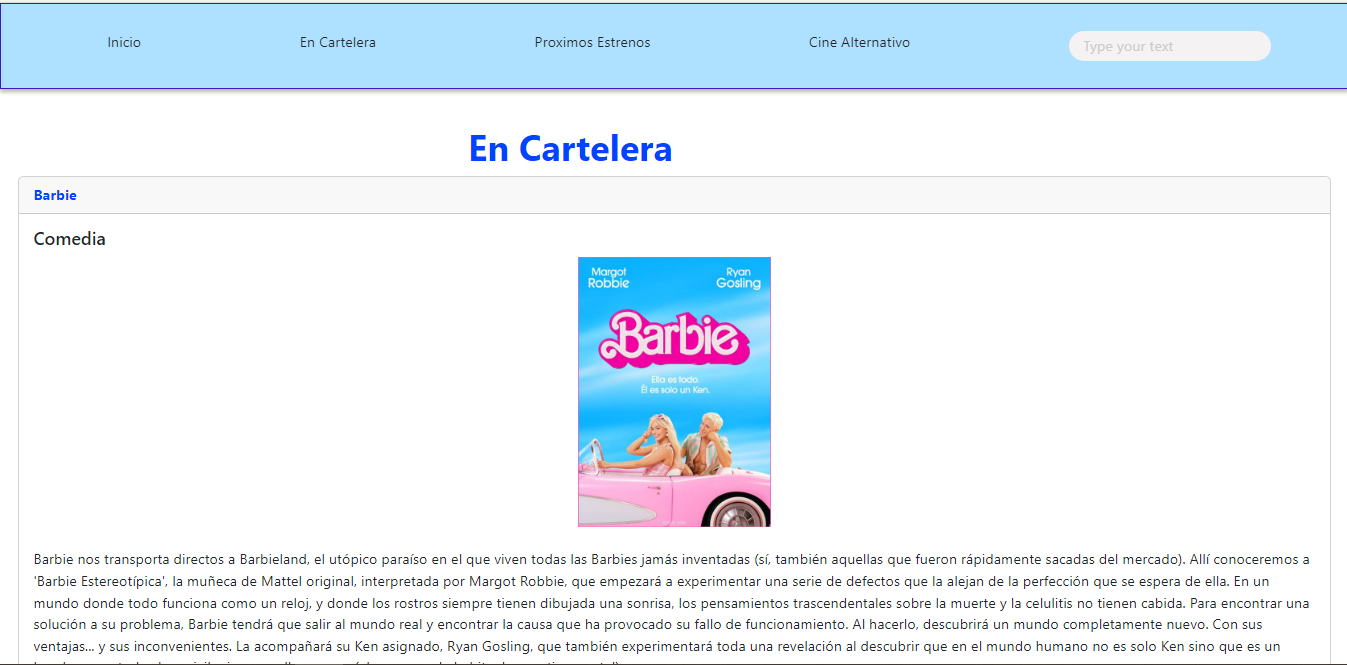 Inicio En Cartelera Proximos Estrenos Cine Alternativo Type your text
En Cartelera
Barbie
Comedia
Margot Robbie
Ryan Gosling
Barbie
Ella es todo.
Él es solo un Ken.
Barbie nos transporta directos a Barbieland, el utópico paraíso en el que viven todas las Barbies jamás inventadas (sí, también aquellas que fueron rápidamente sacadas del mercado). Allí conoceremos a
'Barbie Estereotípica', la muñeca de Mattel original, interpretada por Margot Robbie, que empezará a experimentar una serie de defectos que la alejan de la perfección que se espera de ella. En un
mundo donde todo funciona como un reloj, y donde los rostros siempre tienen dibujada una sonrisa, los pensamientos trascendentales sobre la muerte y la celulitis no tienen cabida. Para encontrar una
solución a su problema, Barbie tendrá que salir al mundo real y encontrar la causa que ha provocado su fallo de funcionamiento. Al hacerlo, descubrirá un mundo completamente nuevo. Con sus
ventajas... y sus inconvenientes. La acompañará su Ken asignado, Ryan Gosling, que también experimentará toda una revelación al descubrir que en el mundo humano no es solo Ken sino que es un